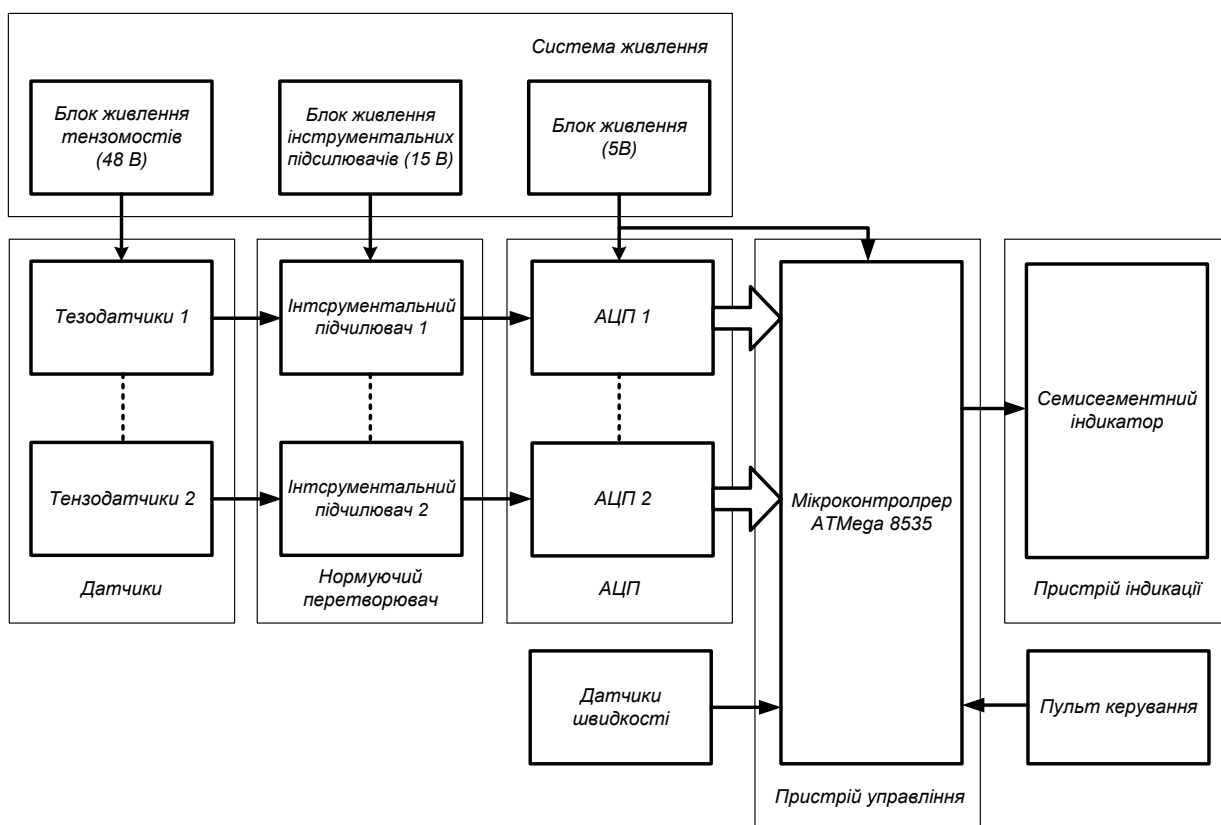 Система живлення
Блок живлення
тензомостів
(48 В)
Блок живлення
інструментальних
підсилювачів (15 В)
Блок живлення
(5В)
Тезодатчики 1
Інтсрументальний
підчилювач 1
АЦП 1
Семисегментний
індикатор
Тензодатчики 2
Інтсрументальний
підчилювач 2
АЦП 2
Мікроконтролрер
ATMega 8535
Датчики
Нормуючий
перетворювач
АЦП
Пристрій індикації
Датчики
швидкості
Пульт керування
Пристрій управління